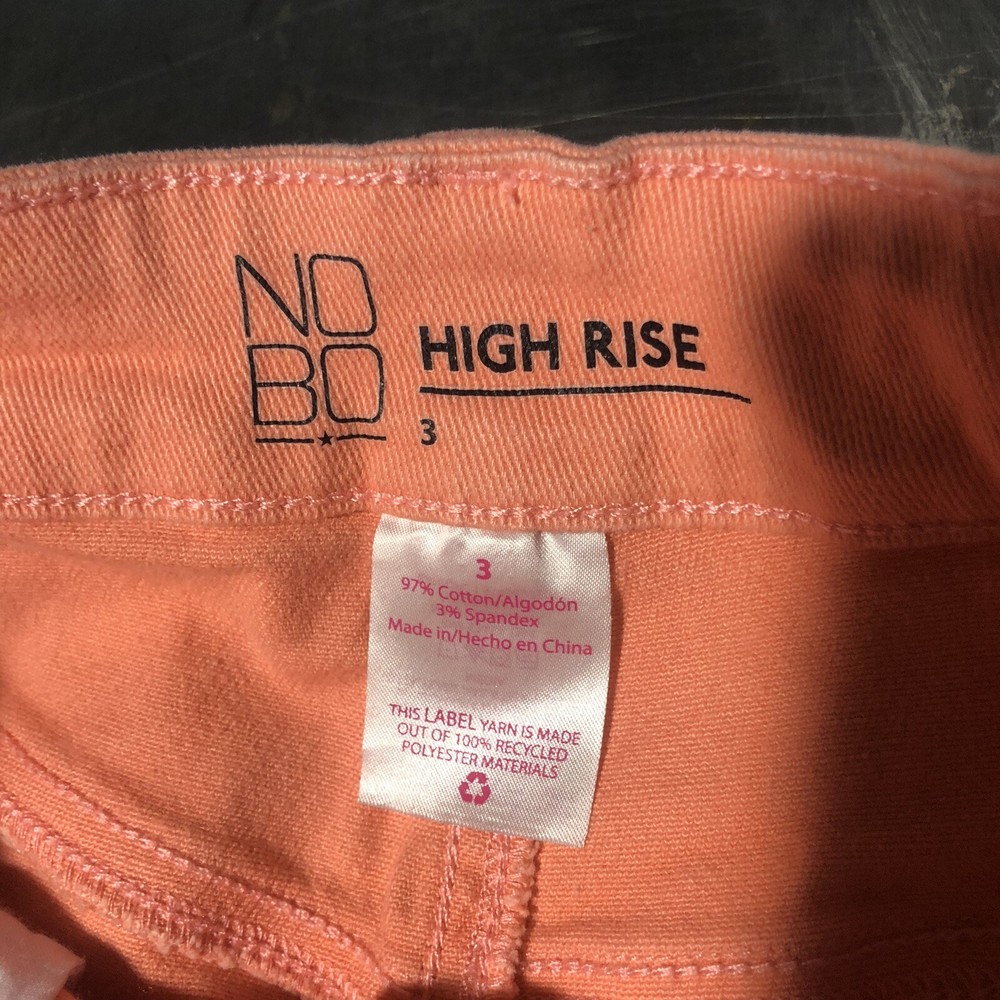 NO
BO
HIGH RISE
3
3
97% Cotton/Algodón
3% Spandex
Made in/Hecho en China
THIS LABEL YARN IS MADE
OUT OF 100% RECYCLED
POLYESTER MATERIALS